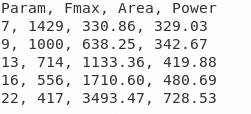 Param, Fmax, Area, Power
7, 1429, 330.86, 329.03
9, 1000, 638.25, 342.67
13, 714, 1133.36, 419.88
16, 556, 1710.60, 480.69
22, 417, 3493.47, 728.53